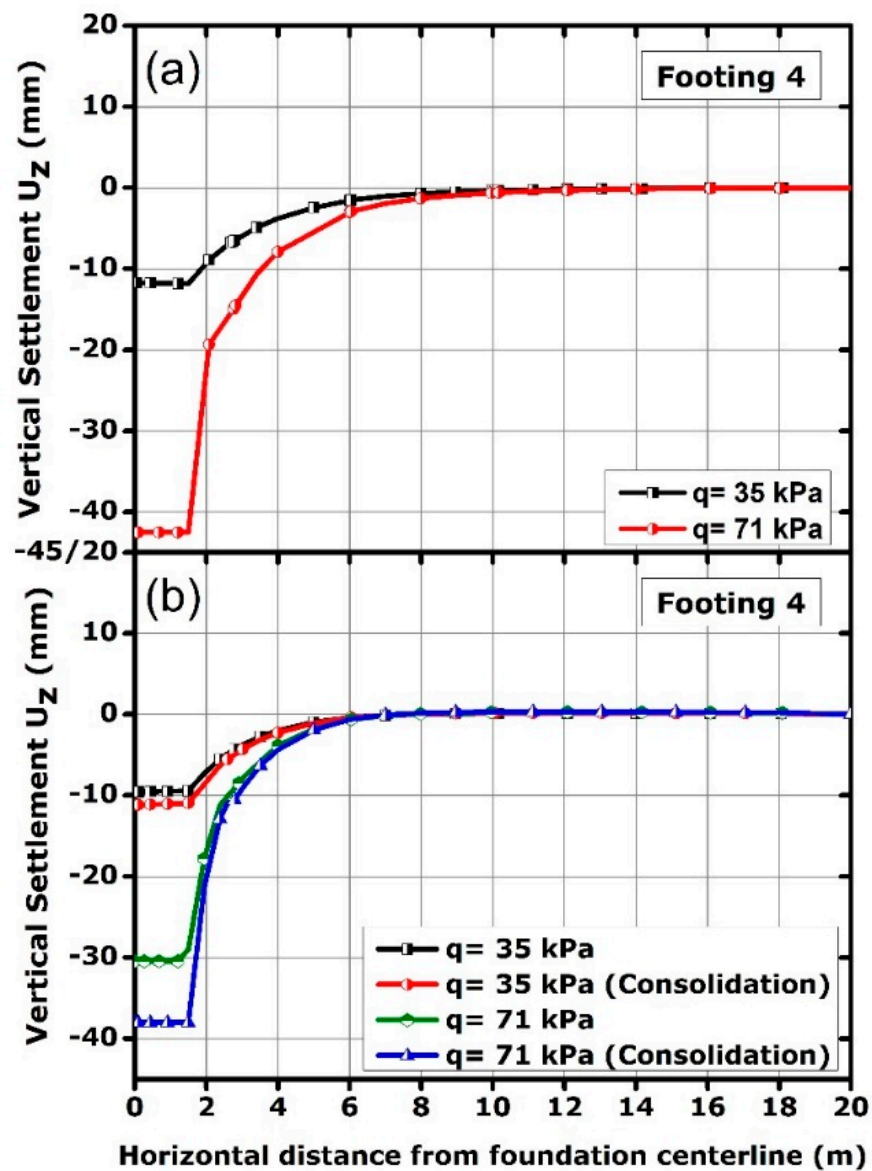 20
(a)
Footing 4
10
0
-10
-20
-30
-40
-45/20
Vertical Settlement Uz (mm)
q= 35 kPa
q= 71 kPa
(b)
Footing 4
10
0
-10
-20
-30
-40
Vertical Settlement Uz (mm)
q= 35 kPa
q= 35 kPa (Consolidation)
q= 71 kPa
q= 71 kPa (Consolidation)
0 2 4 6 8 10 12 14 16 18 20
Horizontal distance from foundation centerline (m)